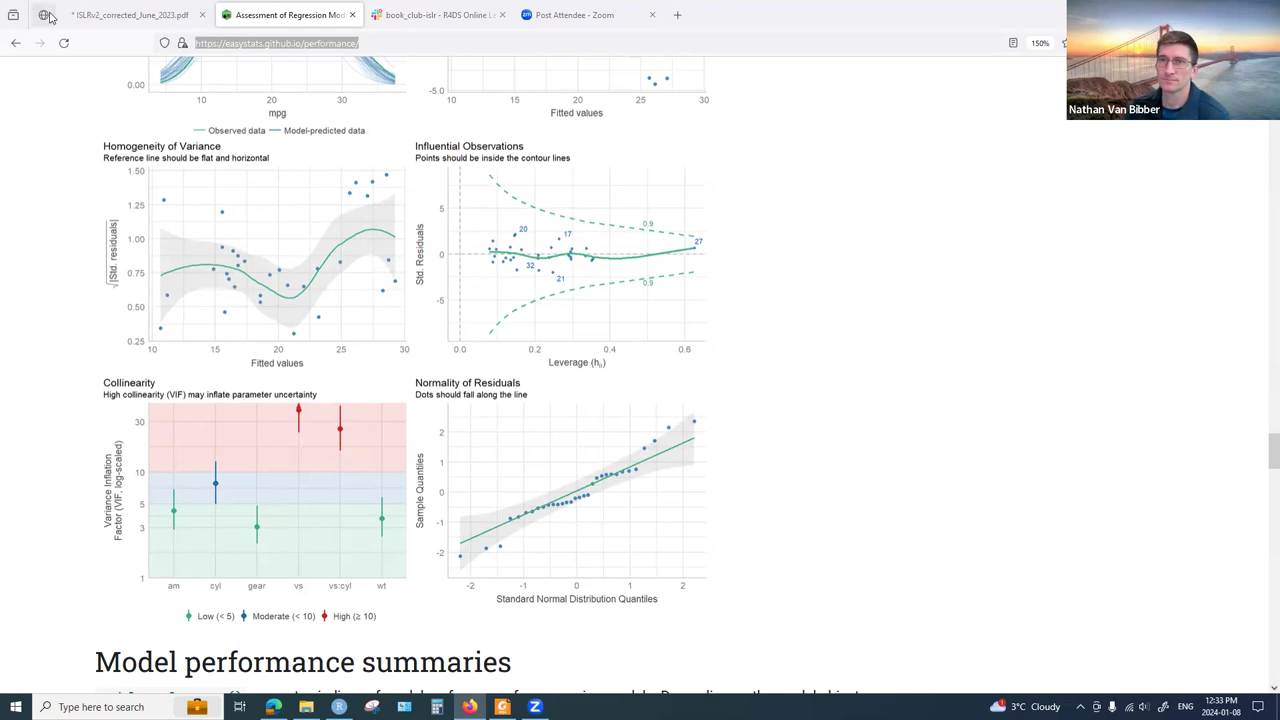 * ISLRv2_corrected_June_2023.pdf
Assessment of Regression Mod
book_club-islr - R4DS Online Le
Post Attendee - Zoom
https://easystats.github.io/performance/
150%
Nathan Van Bibber
0.00
10
20
30
mpg
Observed data
Model-predicted data
-5.0
10
15
20
25
30
Fitted values
Homogeneity of Variance
Reference line should be flat and horizontal
1.50
1.25
1.00
0.75
0.50
0.25
√|Std. residuals|
10
15
20
25
30
Fitted values
Influential Observations
Points should be inside the contour lines
5
0
-5
Std. Residuals
0.9
0.9
20
17
27
32
21
0.0
0.2
0.4
0.6
Leverage (hᵢᵢ)
Collinearity
High collinearity (VIF) may inflate parameter uncertainty
30
10
5
3
1
Variance Inflation
Factor (VIF, log-scaled)
am
cyl
gear
vs
vs:cyl
wt
Low (< 5)
Moderate (< 10)
High (≥ 10)
Normality of Residuals
Dots should fall along the line
2
1
0
-1
-2
Sample Quantiles
-2
-1
0
1
2
Standard Normal Distribution Quantiles
Model performance summaries
Type here to search
3°C Cloudy
ENG
12:33 PM
2024-01-08